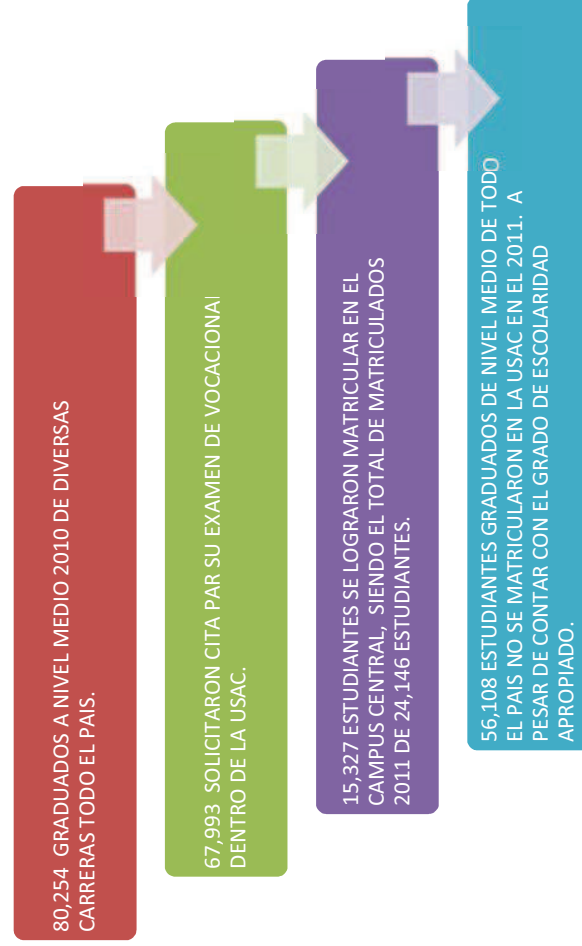 80,254 GRADUADOS A NIVEL MEDIO 2010 DE DIVERSAS
CARRERAS TODO EL PAIS.
67,993 SOLICITARON CITA PAR SU EXAMEN DE VOCACIONAL
DENTRO DE LA USAC.
15,327 ESTUDIANTES SE LOGRARON MATRICULAR EN EL
CAMPUS CENTRAL, SIENDO EL TOTAL DE MATRICULADOS
2011 DE 24,146 ESTUDIANTES.
56,108 ESTUDIANTES GRADUADOS DE NIVEL MEDIO DE TODO
EL PAIS NO SE MATRICULARON EN LA USAC EN EL 2011. A
PESAR DE CONTAR CON EL GRADO DE ESCOLARIDAD
APROPIADO.